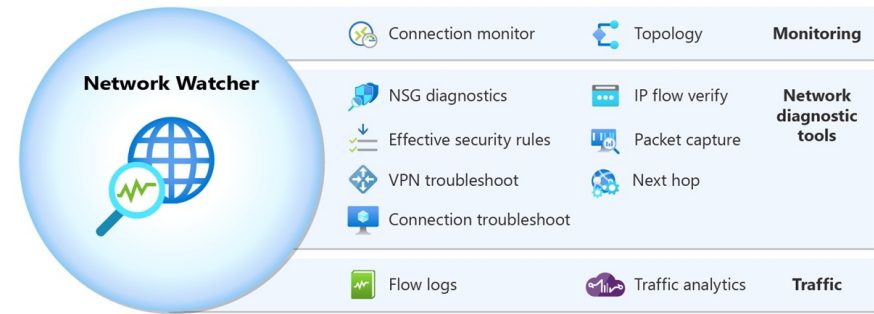 Network Watcher
Connection monitor
Topology
Monitoring
NSG diagnostics
IP flow verify
Network
diagnostic
tools
Effective security rules
Packet capture
VPN troubleshoot
Next hop
Connection troubleshoot
Flow logs
Traffic analytics
Traffic